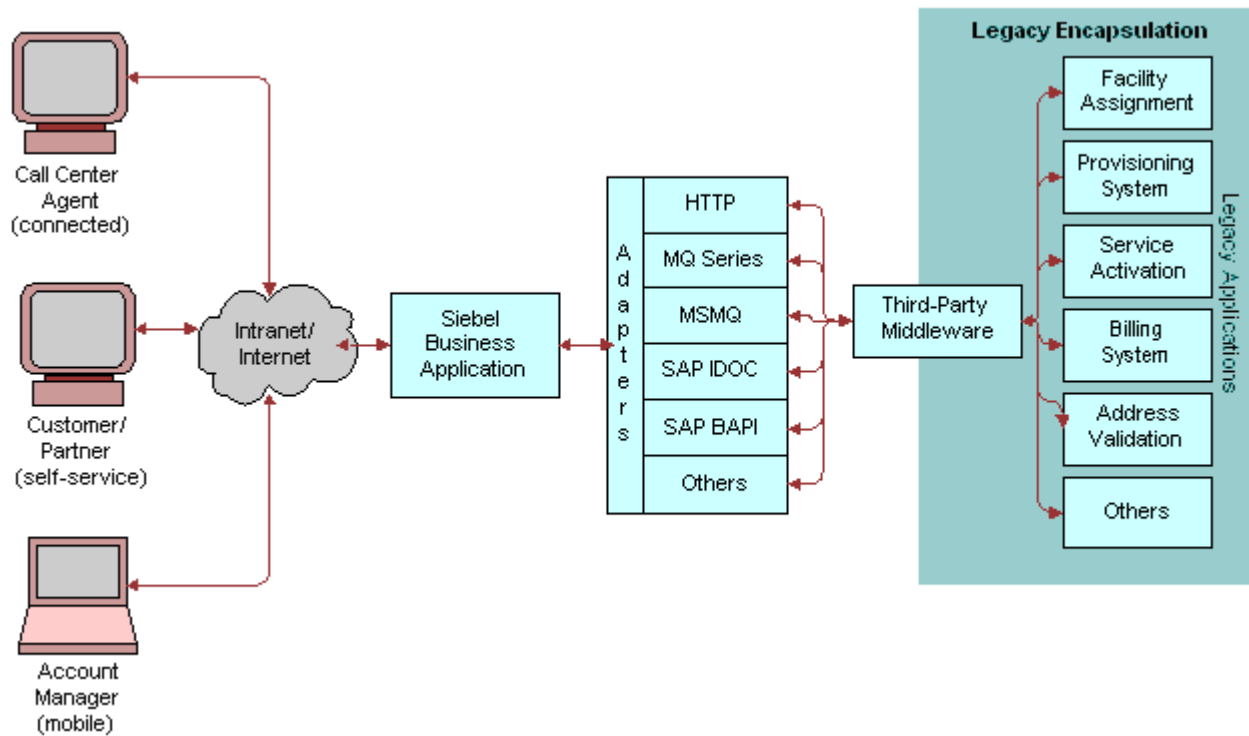 Legacy Encapsulation
Call Center
Agent
(connected)
Customer/
Partner
(self-service)
Account
Manager
(mobile)
Intranet/
Internet
Siebel
Business
Application
Adapters
HTTP
MQ Series
MSMQ
SAP IDOC
SAP BAPI
Others
Third-Party
Middleware
Facility
Assignment
Provisioning
System
Service
Activation
Billing
System
Address
Validation
Others
Legacy Applications